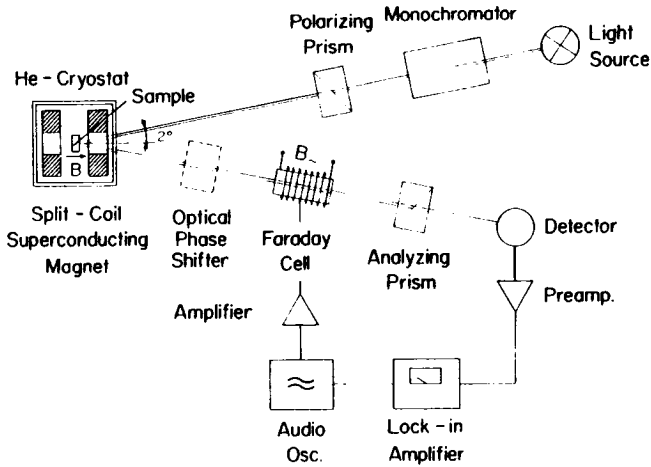 Monochromator
Polarizing
Prism
Light
Source
He - Cryostat
Sample
2°
B
B~
Split - Coil
Superconducting
Magnet
Optical
Phase
Shifter
Faraday
Cell
Analyzing
Prism
Detector
Preamp.
Amplifier
≈
Audio
Osc.
Lock - in
Amplifier